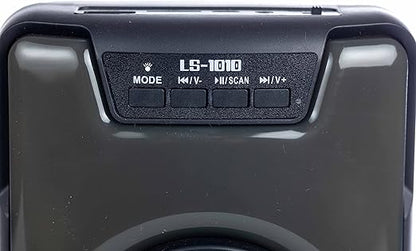 LS-1010
MODE ⏮/V- ⏯/SCAN ⏭/V+